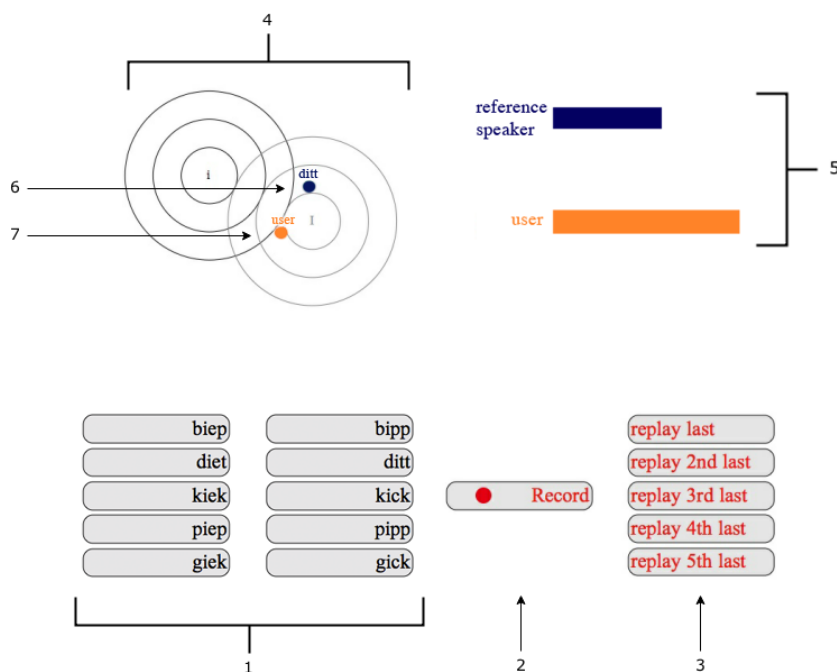 4
reference
speaker
5
i
ditt
6
user
I
user
7
biep
bipp
replay last
diet
ditt
replay 2nd last
kiek
kick
Record
replay 3rd last
piep
pipp
replay 4th last
giek
gick
replay 5th last
1
2
3